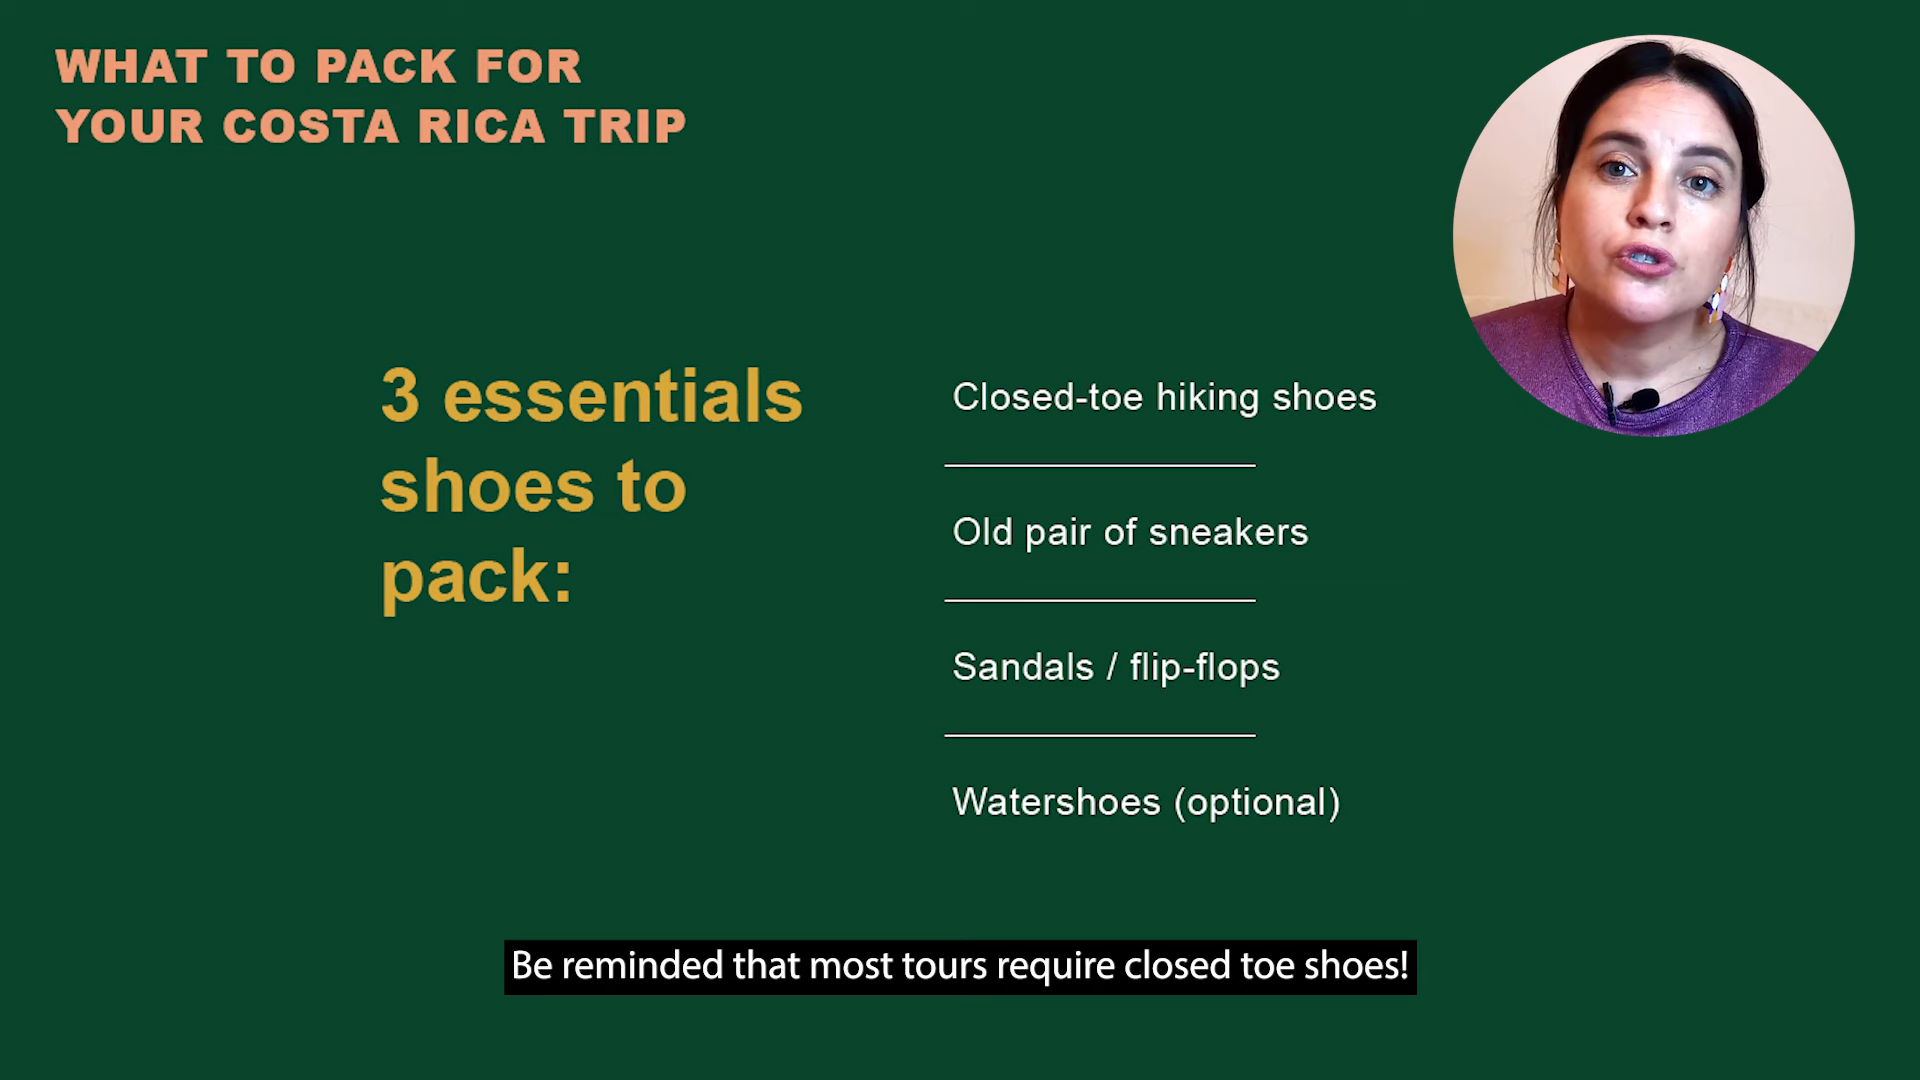 WHAT TO PACK FOR
YOUR COSTA RICA TRIP
3 essentials
shoes to
pack:
Closed-toe hiking shoes
Old pair of sneakers
Sandals / flip-flops
Watershoes (optional)
Be reminded that most tours require closed toe shoes!